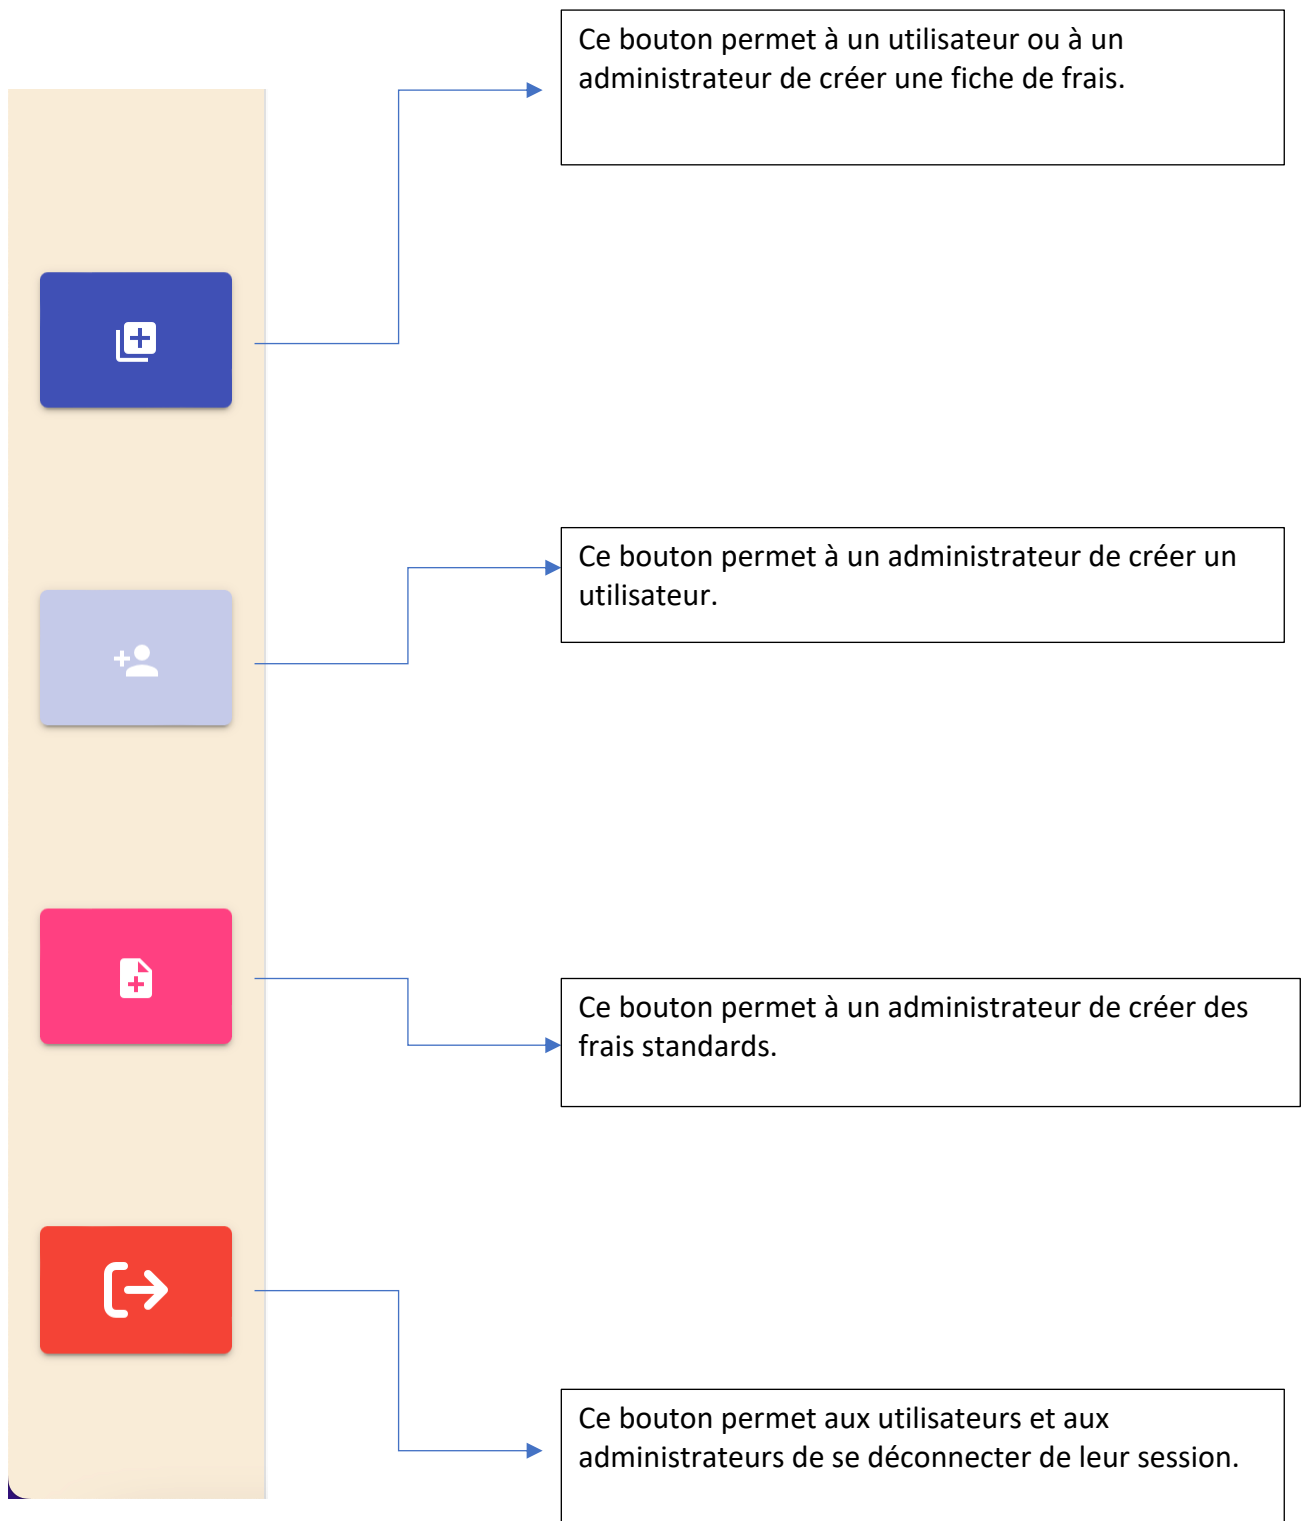 Ce bouton permet à un utilisateur ou à un
administrateur de créer une fiche de frais.
Ce bouton permet à un administrateur de créer un
utilisateur.
Ce bouton permet à un administrateur de créer des
frais standards.
Ce bouton permet aux utilisateurs et aux
administrateurs de se déconnecter de leur session.